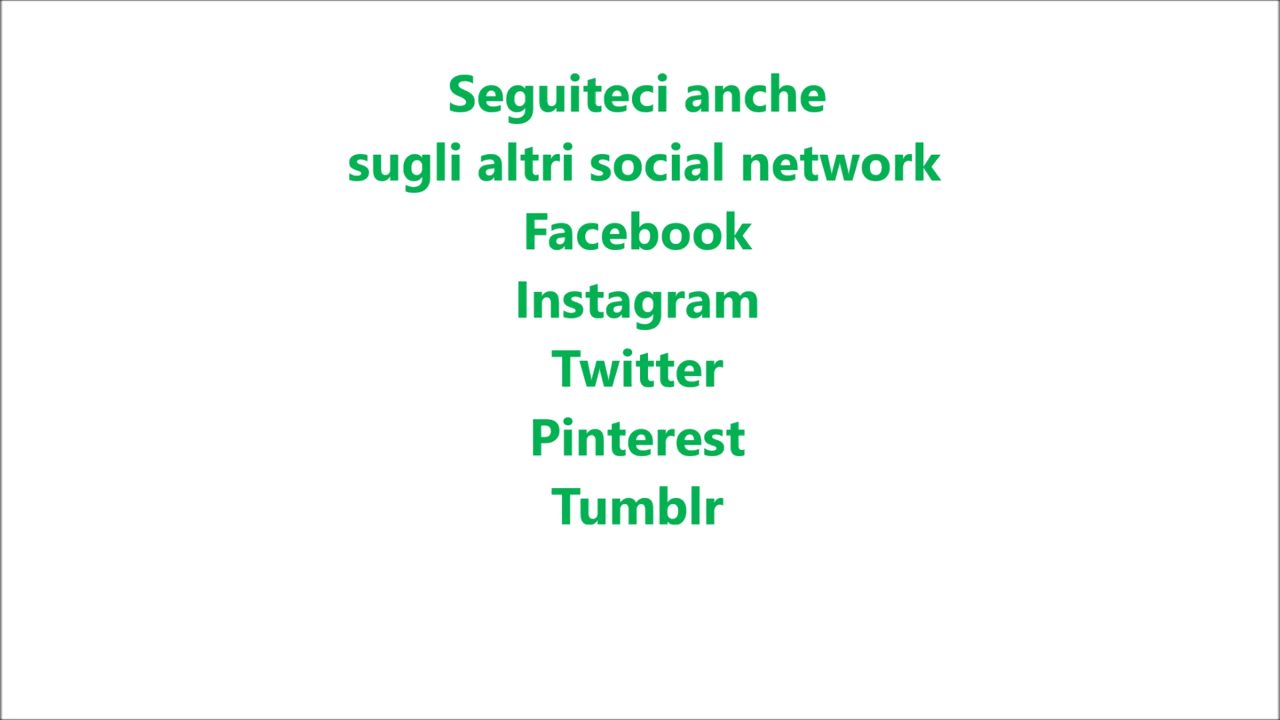 Seguiteci anche
sugli altri social network
Facebook
Instagram
Twitter
Pinterest
Tumblr